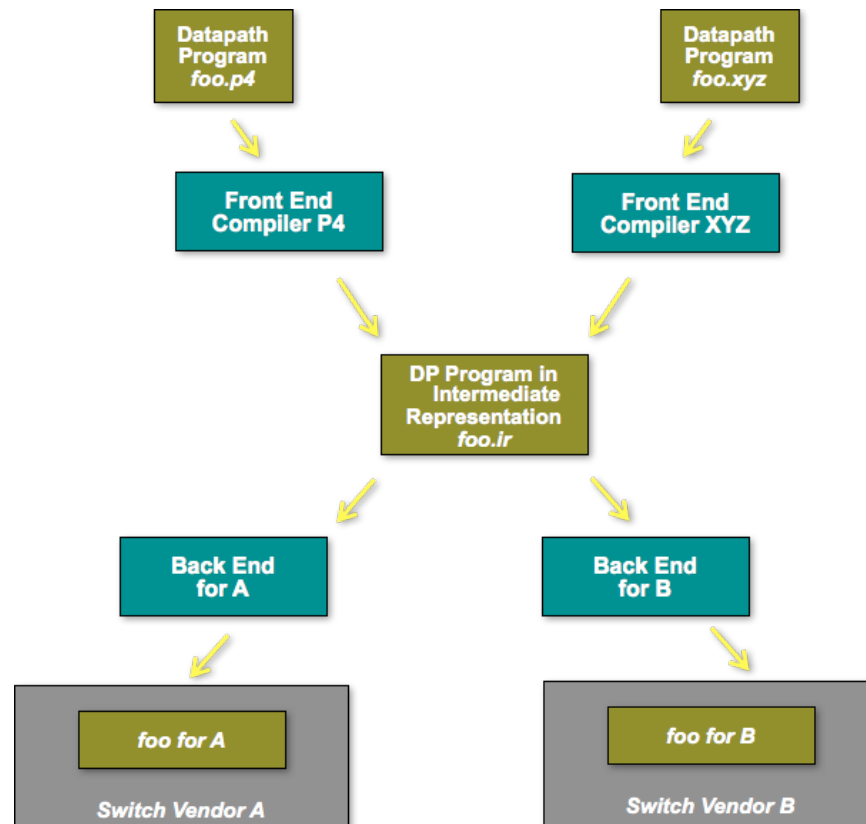 Datapath
Program
foo.p4
Datapath
Program
foo.xyz
Front End
Compiler P4
Front End
Compiler XYZ
DP Program in
Intermediate
Representation
foo.ir
Back End
for A
Back End
for B
foo for A
Switch Vendor A
foo for B
Switch Vendor B